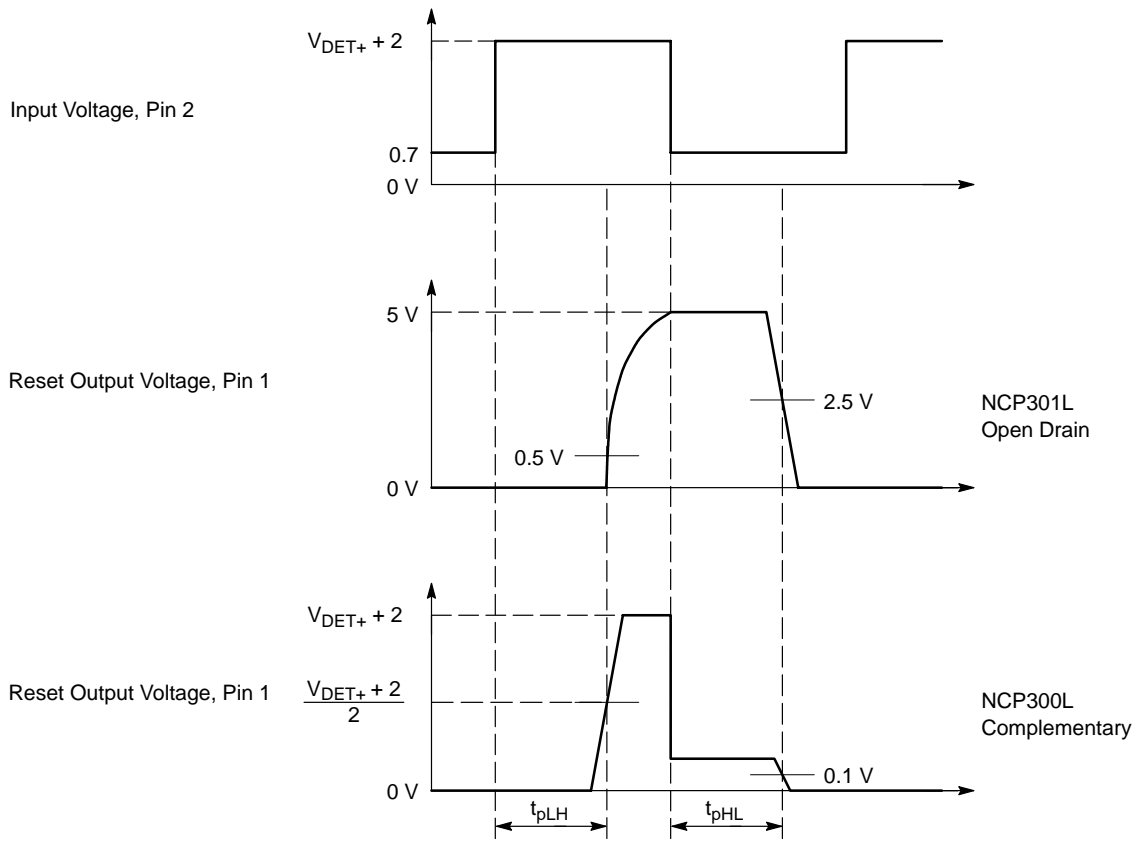 V_DET+ + 2
Input Voltage, Pin 2
0.7
0 V
5 V
Reset Output Voltage, Pin 1
2.5 V
NCP301L
Open Drain
0.5 V
0 V
V_DET+ + 2
Reset Output Voltage, Pin 1
V_DET+ + 2
2
NCP300L
Complementary
0.1 V
0 V
t_pLH
t_pHL